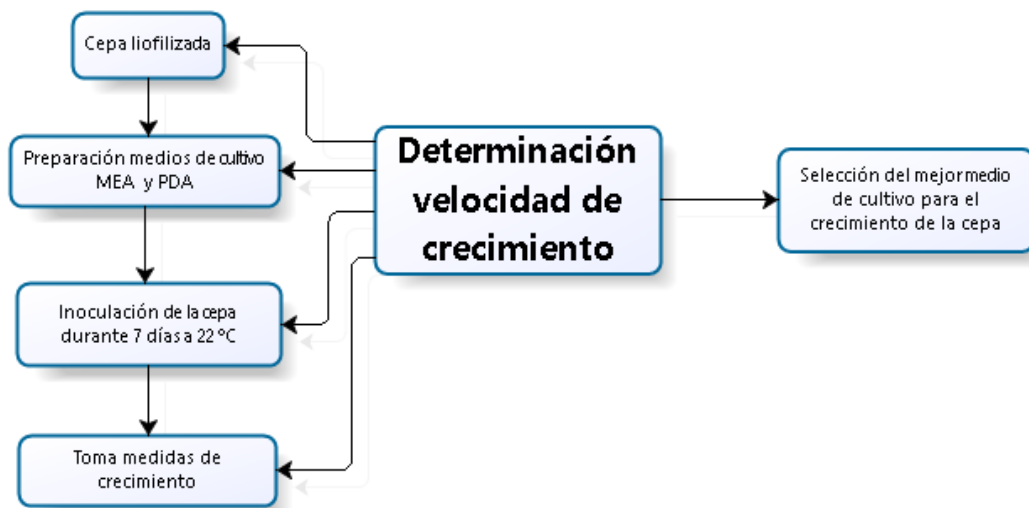 Cepa liofilizada
Preparación medios de cultivo
MEA y PDA
Inoculación de la cepa
durante 7 días a 22 ºC
Toma medidas de
crecimiento
Determinación
velocidad de
crecimiento
Selección del mejor medio
de cultivo para el
crecimiento de la cepa